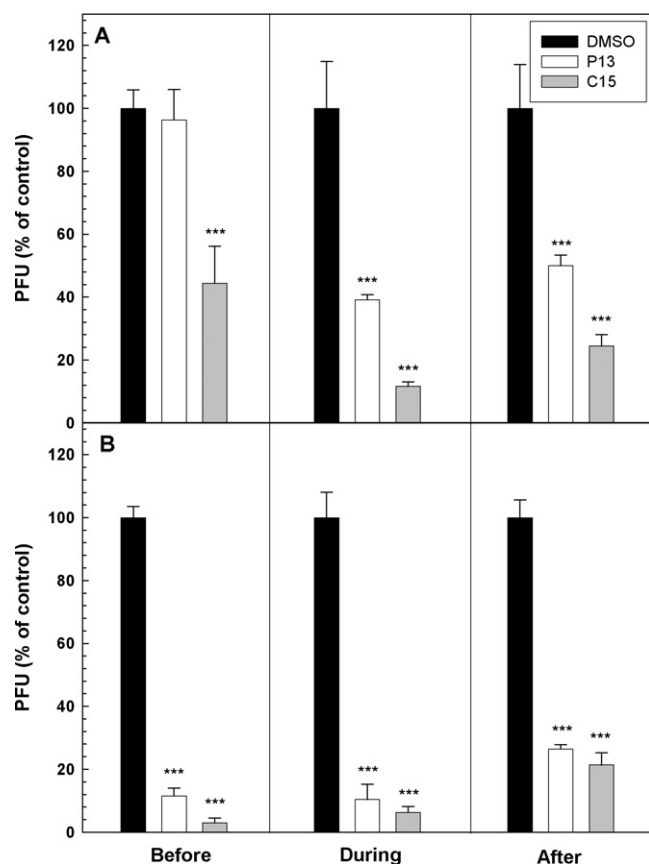 A
DMSO
P13
C15
PFU (% of control)
120
100
80
60
40
20
0
***
***
***
***
***
B
PFU (% of control)
120
100
80
60
40
20
0
***
***
***
***
***
***
Before
During
After